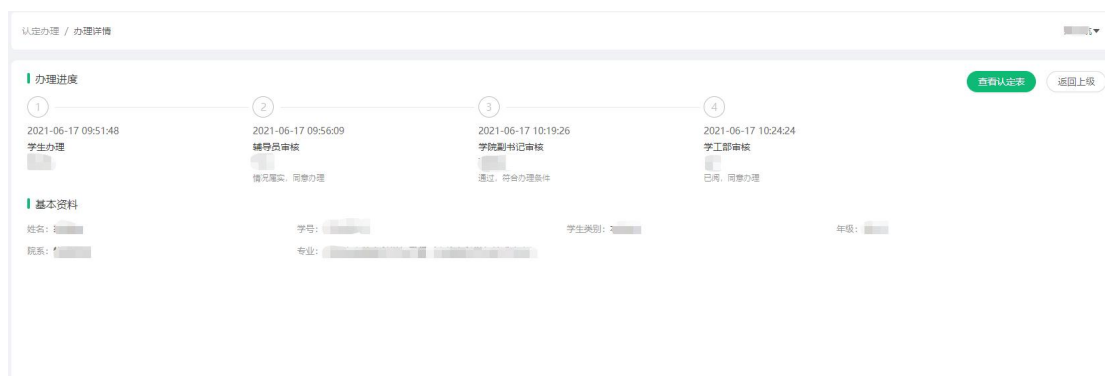 认定办理 / 办理详情
办理进度
查看认定表
返回上级
1
2
3
4
2021-06-17 09:51:48
2021-06-17 09:56:09
2021-06-17 10:19:26
2021-06-17 10:24:24
学生办理
辅导员审核
学院副书记审核
学工部审核
情况属实，同意办理
通过，符合办理条件
已阅，同意办理
基本资料
姓名：
学号：
学生类别：
年级：
院系：
专业：